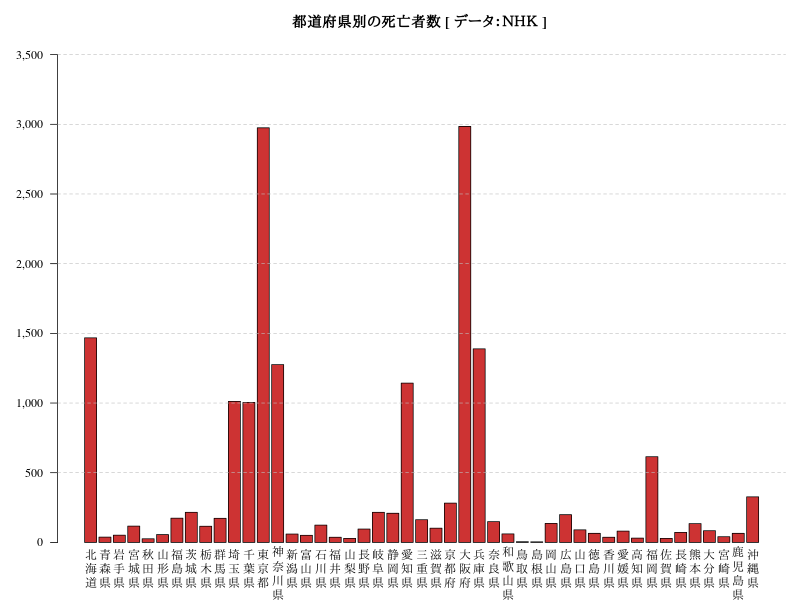 都道府県別の死亡者数 [ データ：NHK ]
3,500
3,000
2,500
2,000
1,500
1,000
500
0
北海道
青森県
岩手県
宮城県
秋田県
山形県
福島県
茨城県
栃木県
群馬県
埼玉県
千葉県
東京都
神奈川県
新潟県
富山県
石川県
福井県
山梨県
長野県
岐阜県
静岡県
愛知県
三重県
滋賀県
京都府
大阪府
兵庫県
奈良県
和歌山県
鳥取県
島根県
岡山県
広島県
山口県
徳島県
香川県
愛媛県
高知県
福岡県
佐賀県
長崎県
熊本県
大分県
宮崎県
鹿児島県
沖縄県